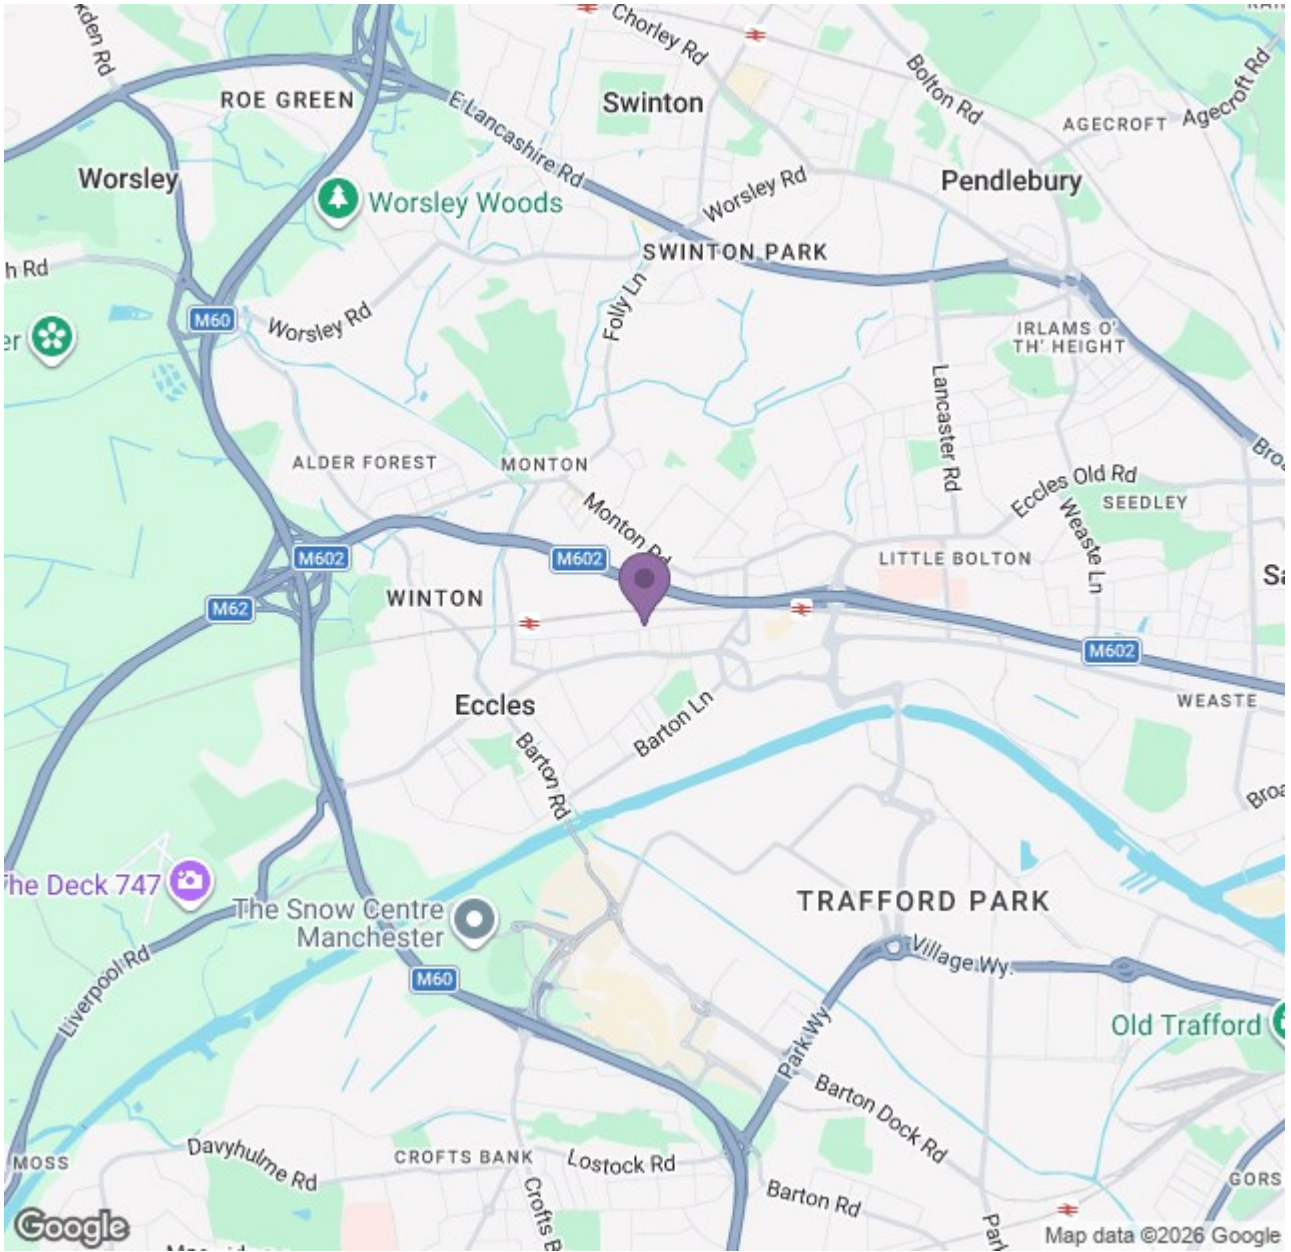 Chorley Rd
Bolton Rd
Agecroft Rd
AGECROFT
ROE GREEN
Swinton
E Lancashire Rd
Worsley
Worsley Rd
Pendlebury
Worsley Woods
SWINTON PARK
h Rd
Folly Ln
M60
Worsley Rd
er
IRLAMS O'
TH' HEIGHT
Lancaster Rd
ALDER FOREST
MONTON
Eccles Old Rd
SEEDLEY
Monton Rd
Weaste Ln
M602
M602
LITTLE BOLTON
M62
WINTON
M602
WEASTE
Eccles
Barton Ln
Barton Rd
The Deck 747
TRAFFORD PARK
The Snow Centre
Manchester
Village Wy.
M60
Liverpool Rd
Park Wy
Old Trafford
Barton Dock Rd
Davyhulme Rd
CROFTS BANK
Lostock Rd
MOSS
Barton Rd
GORS
Crofts B
Park
Google
Map data ©2026 Google